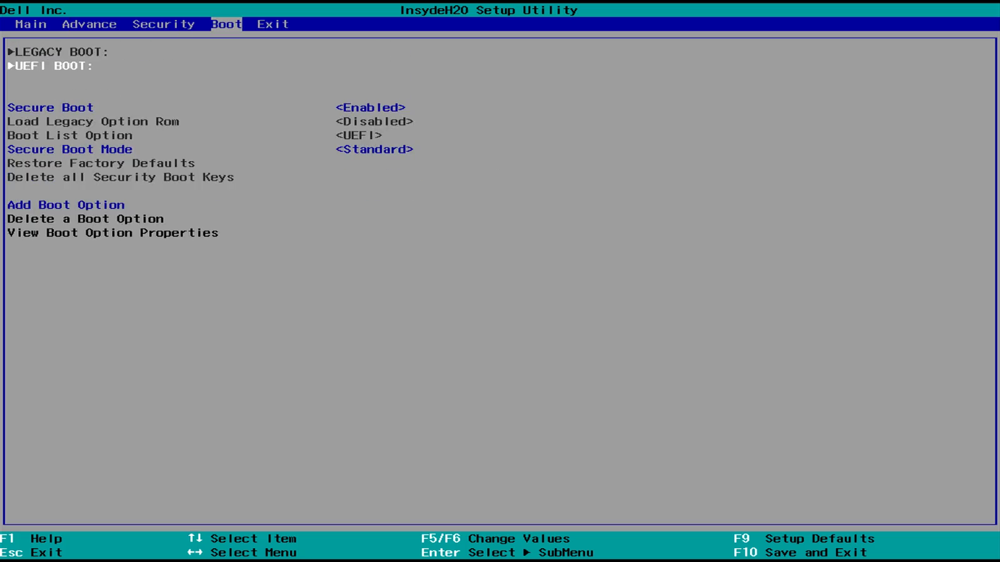 Dell Inc. InsydeH2O Setup Utility
Main Advance Security Boot Exit
▶LEGACY BOOT:
▶UEFI BOOT:
Secure Boot <Enabled>
Load Legacy Option Rom <Disabled>
Boot List Option <UEFI>
Secure Boot Mode <Standard>
Restore Factory Defaults
Delete all Security Boot Keys
Add Boot Option
Delete a Boot Option
View Boot Option Properties
F1 Help ↑↓ Select Item F5/F6 Change Values F9 Setup Defaults
Esc Exit ←→ Select Menu Enter Select ▶ SubMenu F10 Save and Exit